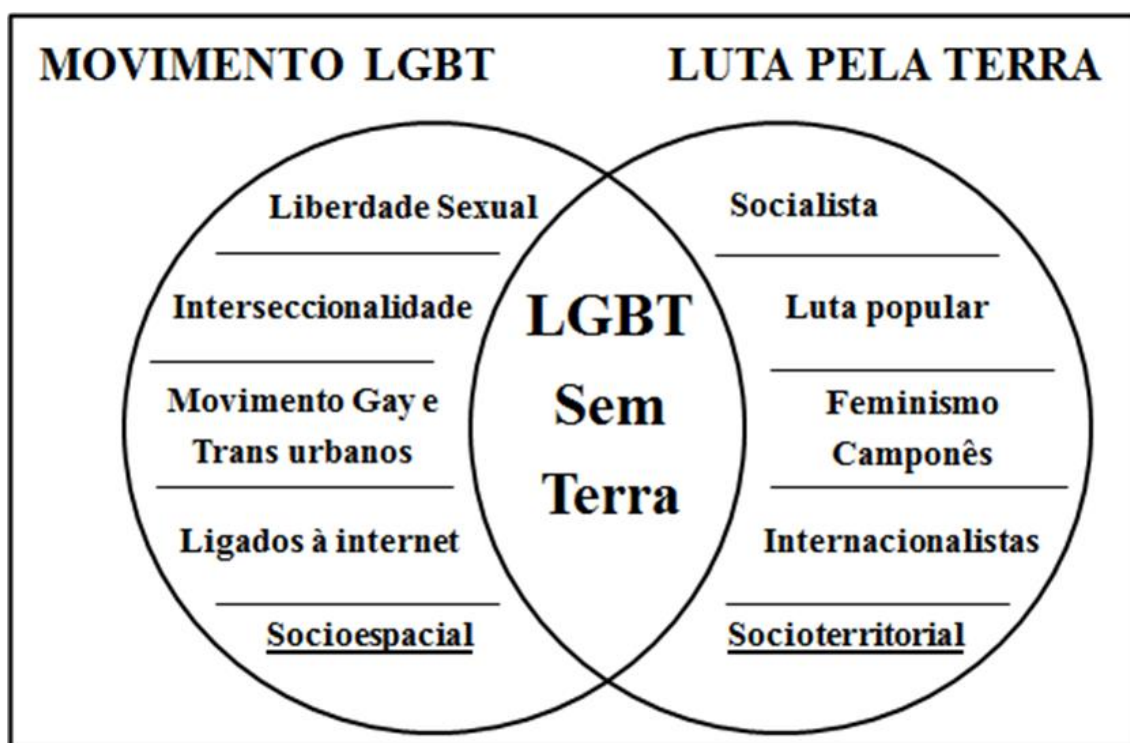 MOVIMENTO LGBT
LUTA PELA TERRA
Liberdade Sexual
Interseccionalidade
Movimento Gay e
Trans urbanos
Ligados à internet
Socioespacial
LGBT
Sem
Terra
Socialista
Luta popular
Feminismo
Camponês
Internacionalistas
Socioterritorial